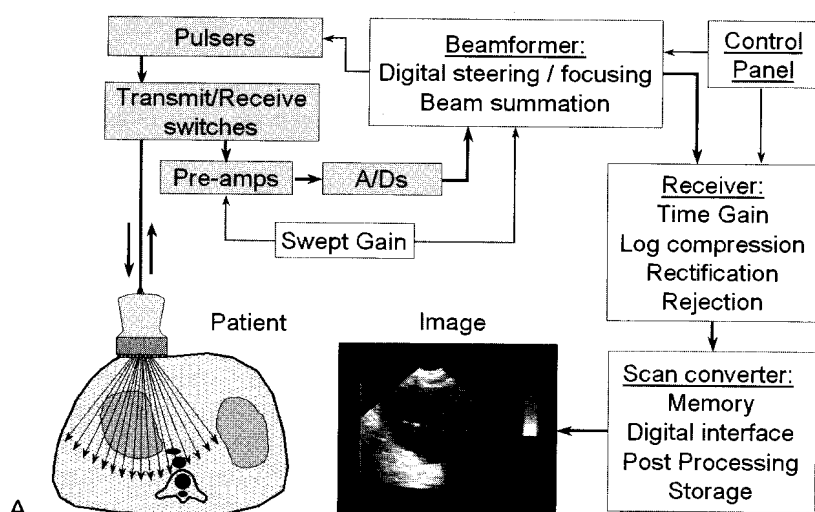 Pulsers
Transmit/Receive
switches
Pre-amps
A/Ds
Swept Gain
Beamformer:
Digital steering / focusing
Beam summation
Control
Panel
Receiver:
Time Gain
Log compression
Rectification
Rejection
Scan converter:
Memory
Digital interface
Post Processing
Storage
Patient
Image
A